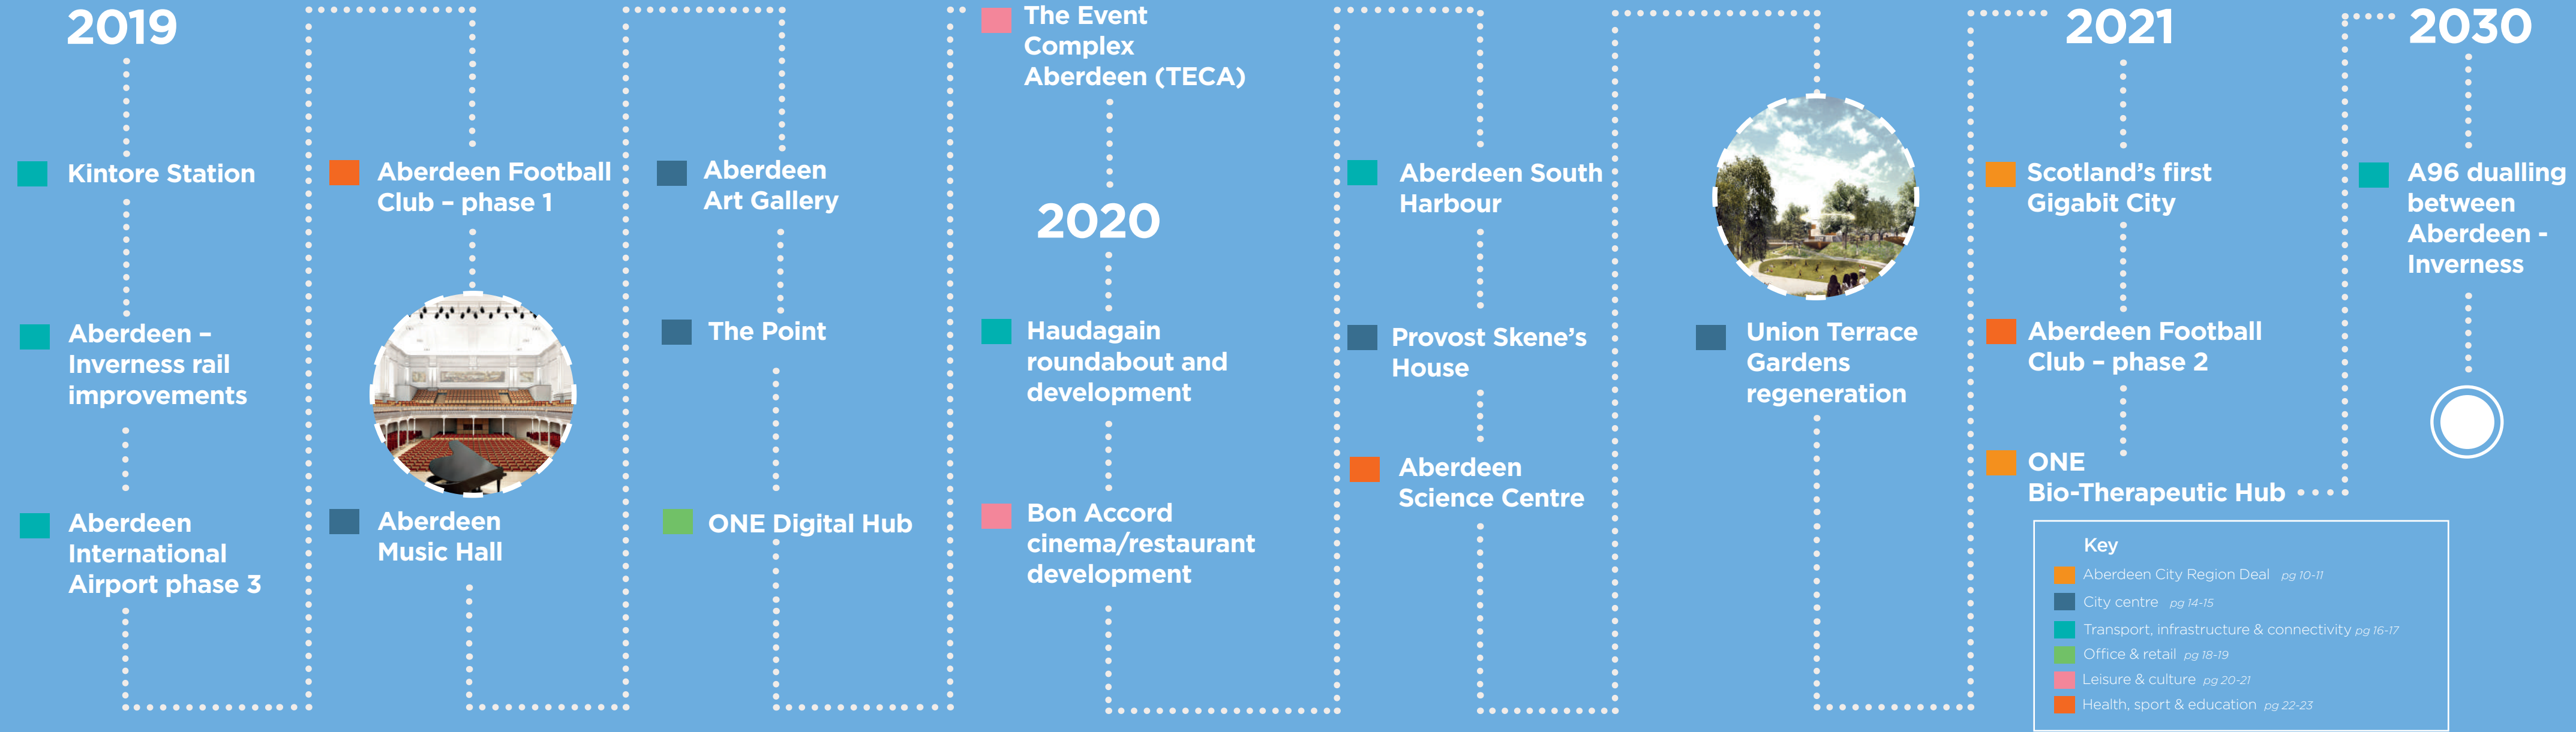 2019
Kintore Station
Aberdeen –
Inverness rail
improvements
Aberdeen
International
Airport phase 3
Aberdeen Football
Club – phase 1
Aberdeen
Music Hall
Aberdeen
Art Gallery
The Point
ONE Digital Hub
The Event
Complex
Aberdeen (TECA)
2020
Haudagain
roundabout and
development
Bon Accord
cinema/restaurant
development
Aberdeen South
Harbour
Provost Skene’s
House
Aberdeen
Science Centre
Union Terrace
Gardens
regeneration
2021
Scotland’s first
Gigabit City
Aberdeen Football
Club – phase 2
ONE
Bio-Therapeutic Hub
2030
A96 dualling
between
Aberdeen -
Inverness
Key
Aberdeen City Region Deal pg 10-11
City centre pg 14-15
Transport, infrastructure & connectivity pg 16-17
Office & retail pg 18-19
Leisure & culture pg 20-21
Health, sport & education pg 22-23